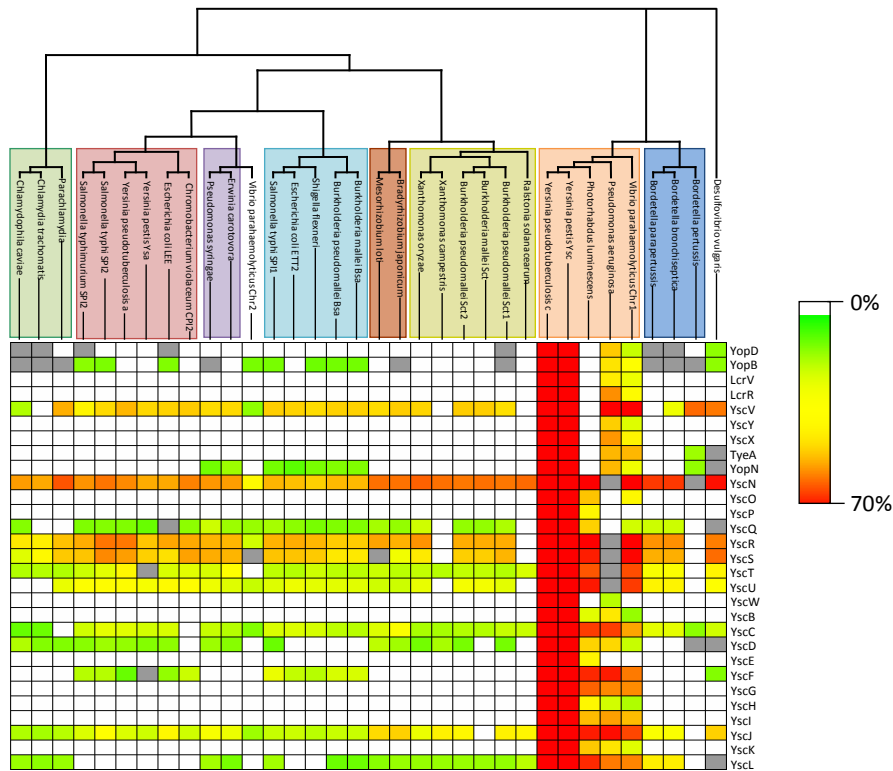 Chlamydophila caviae
Chlamydia trachomatis
Parachlamydia
Salmonella typhimurium SPI2
Salmonella typhi SPI2
Yersinia pseudotuberculosis a
Yersinia pestis Ysa
Escherichia coli LEE
Chromobacterium violaceum CPI2
Pseudomonas syringae
Erwinia carotovora
Vibrio parahaemolyticus Chr2
Salmonella typhi SPI1
Escherichia coli ETT2
Shigella flexneri
Burkholderia pseudomallei Bsa
Burkholderia mallei Bsa
Mesorhizobium loti
Bradyrhizobium japonicum
Xanthomonas oryzae
Xanthomonas campestris
Burkholderia pseudomallei Sct2
Burkholderia mallei Sct
Burkholderia pseudomallei Sct1
Ralstonia solanacearum
Yersinia pseudotuberculosis c
Yersinia pestis Ysc
Photorhabdus luminescens
Pseudomonas aeruginosa
Vibrio parahaemolyticus Chr1
Bordetella parapertussis
Bordetella bronchiseptica
Bordetella pertussis
Desulfovibrio vulgaris
0%
70%
YopD
YopB
LcrV
LcrR
YscV
YscY
YscX
TyeA
YopN
YscN
YscO
YscP
YscQ
YscR
YscS
YscT
YscU
YscW
YscB
YscC
YscD
YscE
YscF
YscG
YscH
YscI
YscJ
YscK
YscL